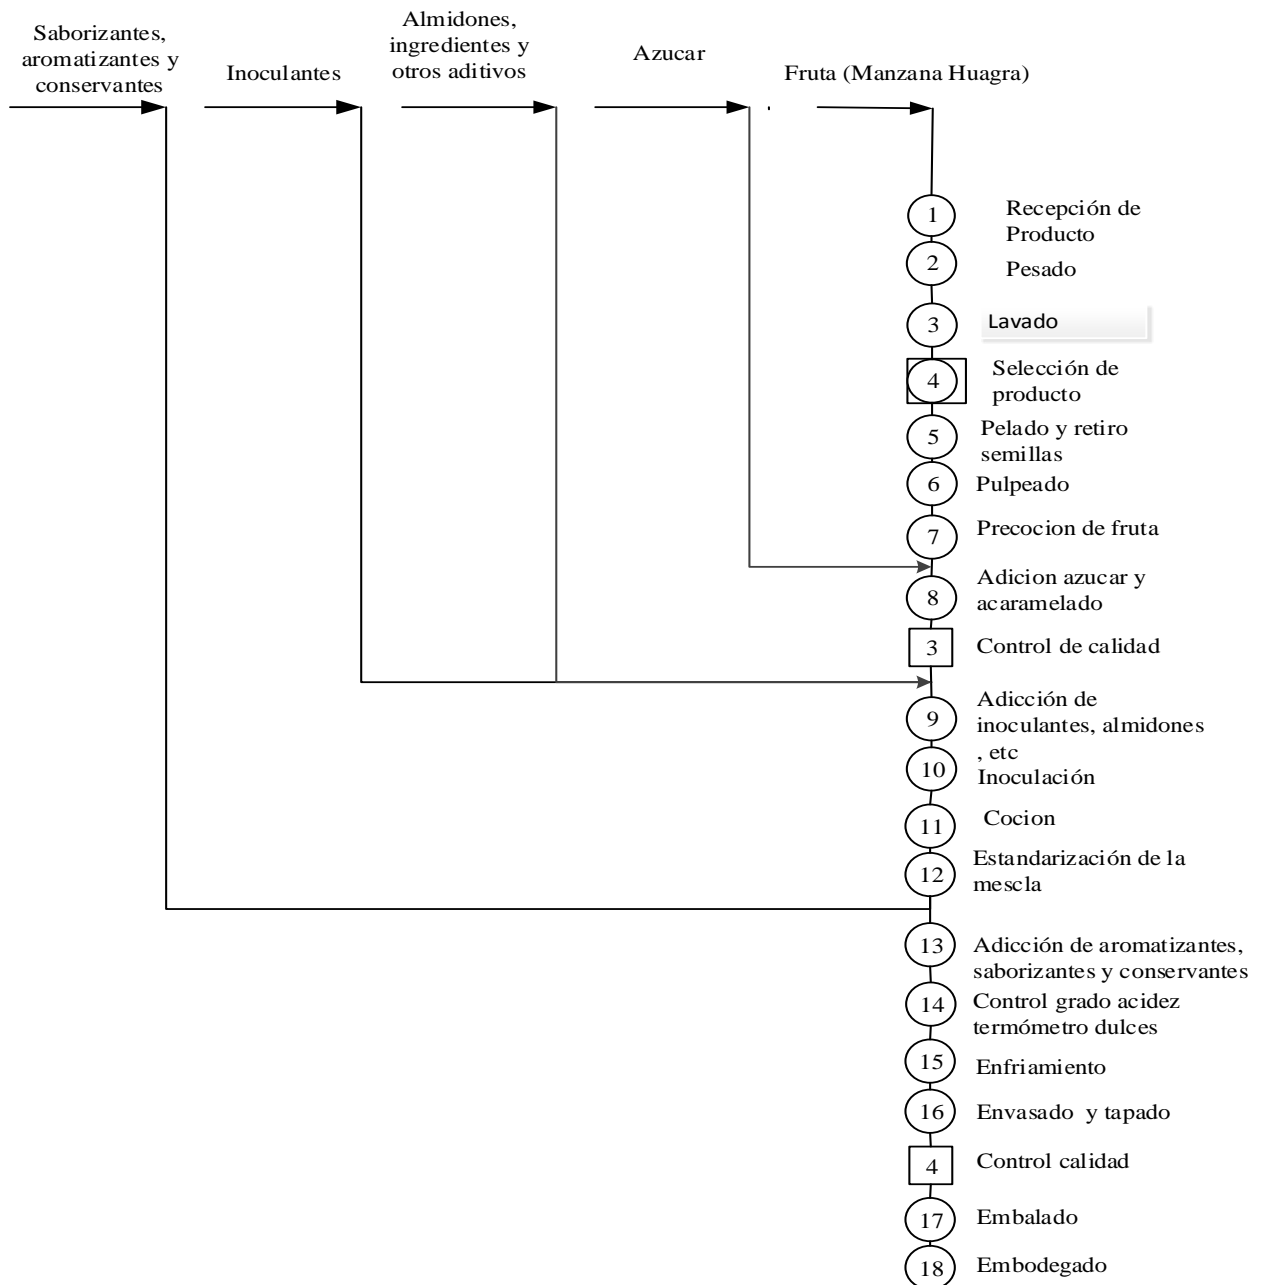 Saborizantes,
aromatizantes y
conservantes
Inoculantes
Almidones,
ingredientes y
otros aditivos
Azucar
Fruta (Manzana Huagra)
1
Recepción de
Producto
2
Pesado
3
Lavado
4
Selección de
producto
5
Pelado y retiro
semillas
6
Pulpeado
7
Precocion de fruta
8
Adicion azucar y
acaramelado
3
Control de calidad
9
Adicción de
inoculantes, almidones
, etc
10
Inoculación
11
Cocion
12
Estandarización de la
mescla
13
Adicción de aromatizantes,
saborizantes y conservantes
14
Control grado acidez
termómetro dulces
15
Enfriamiento
16
Envasado y tapado
4
Control calidad
17
Embalado
18
Embodegado